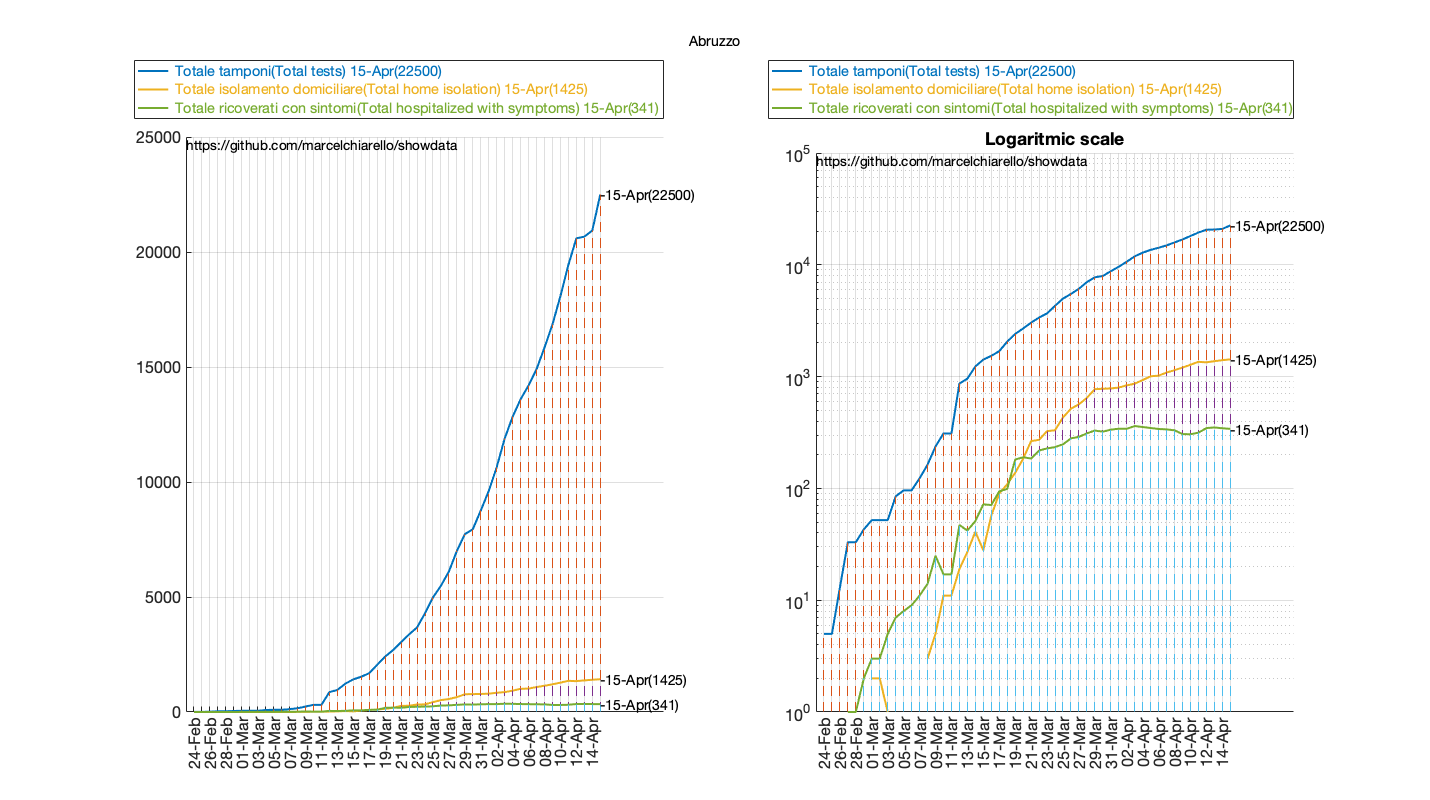 Abruzzo
Totale tamponi(Total tests) 15-Apr(22500)
Totale isolamento domiciliare(Total home isolation) 15-Apr(1425)
Totale ricoverati con sintomi(Total hospitalized with symptoms) 15-Apr(341)
25000
https://github.com/marcelchiarello/showdata
20000
15000
10000
5000
0
15-Apr(22500)
15-Apr(1425)
15-Apr(341)
24-Feb
26-Feb
28-Feb
01-Mar
03-Mar
05-Mar
07-Mar
09-Mar
11-Mar
13-Mar
15-Mar
17-Mar
19-Mar
21-Mar
23-Mar
25-Mar
27-Mar
29-Mar
31-Mar
02-Apr
04-Apr
06-Apr
08-Apr
10-Apr
12-Apr
14-Apr
Totale tamponi(Total tests) 15-Apr(22500)
Totale isolamento domiciliare(Total home isolation) 15-Apr(1425)
Totale ricoverati con sintomi(Total hospitalized with symptoms) 15-Apr(341)
Logaritmic scale
10^5
https://github.com/marcelchiarello/showdata
10^4
10^3
10^2
10^1
10^0
15-Apr(22500)
15-Apr(1425)
15-Apr(341)
24-Feb
26-Feb
28-Feb
01-Mar
03-Mar
05-Mar
07-Mar
09-Mar
11-Mar
13-Mar
15-Mar
17-Mar
19-Mar
21-Mar
23-Mar
25-Mar
27-Mar
29-Mar
31-Mar
02-Apr
04-Apr
06-Apr
08-Apr
10-Apr
12-Apr
14-Apr